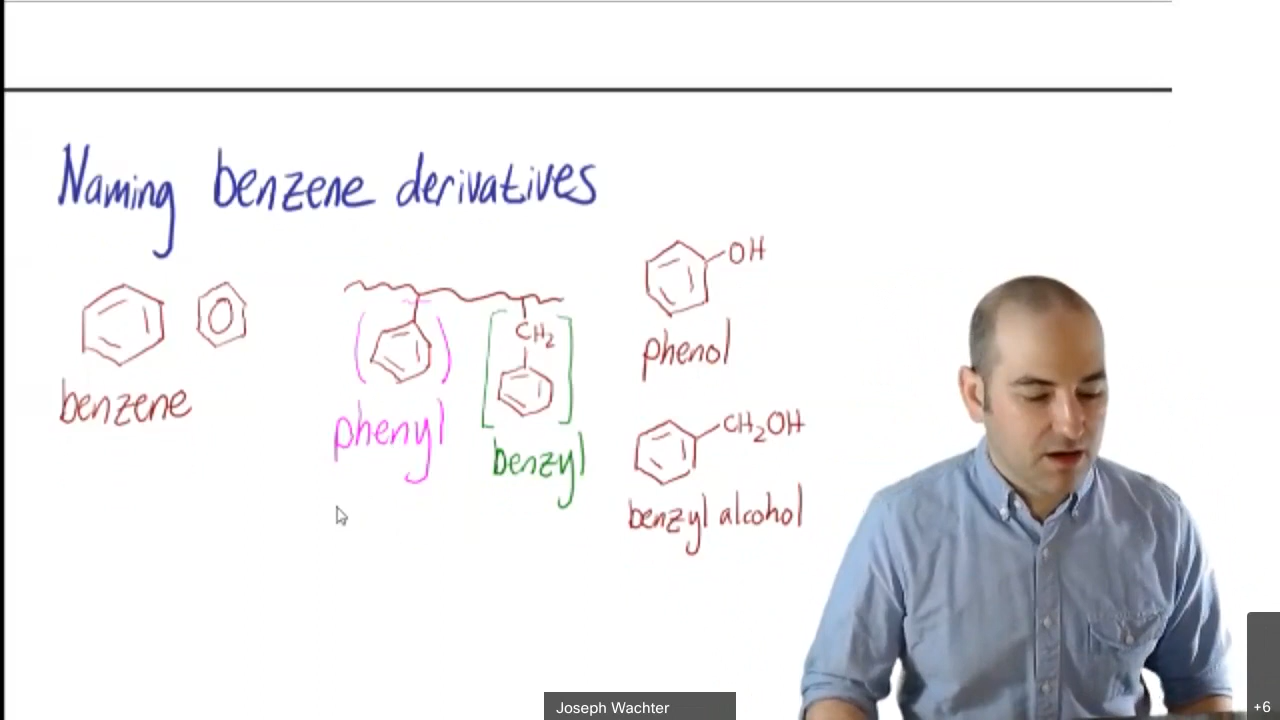 Naming benzene derivatives
benzene
phenyl
CH₂
benzyl
OH
phenol
CH₂OH
benzyl alcohol
Joseph Wachter
+6